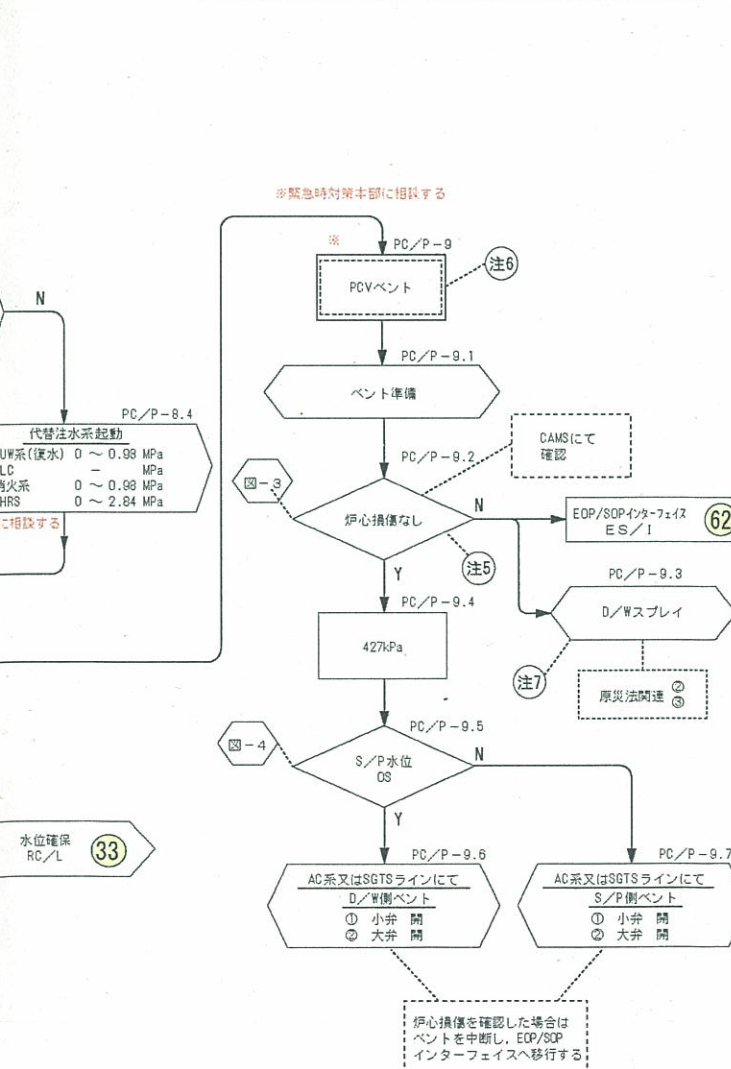 ※緊急時対策本部に相談する
※
PC/P-9
PCVベント
注6
N
PC/P-9.1
ベント準備
PC/P-8.4
代替注水系起動
UW系(復水) 0 ~ 0.98 MPa
LC - MPa
消火系 0 ~ 0.98 MPa
HRS 0 ~ 2.84 MPa
に相談する
CAMSにて
確認
PC/P-9.2
図-3
炉心損傷なし
N
EOP/SOPインターフェイス
ES/I
62
注5
Y
PC/P-9.3
D/Wスプレイ
PC/P-9.4
427kPa
注7
原災法関連 ②
③
PC/P-9.5
図-4
S/P水位
OS
N
Y
水位確保
RC/L
33
PC/P-9.6
AC系又はSGTSラインにて
D/W側ベント
① 小弁 開
② 大弁 開
PC/P-9.7
AC系又はSGTSラインにて
S/P側ベント
① 小弁 開
② 大弁 開
炉心損傷を確認した場合は
ベントを中断し、EOP/SOP
インターフェイスへ移行する